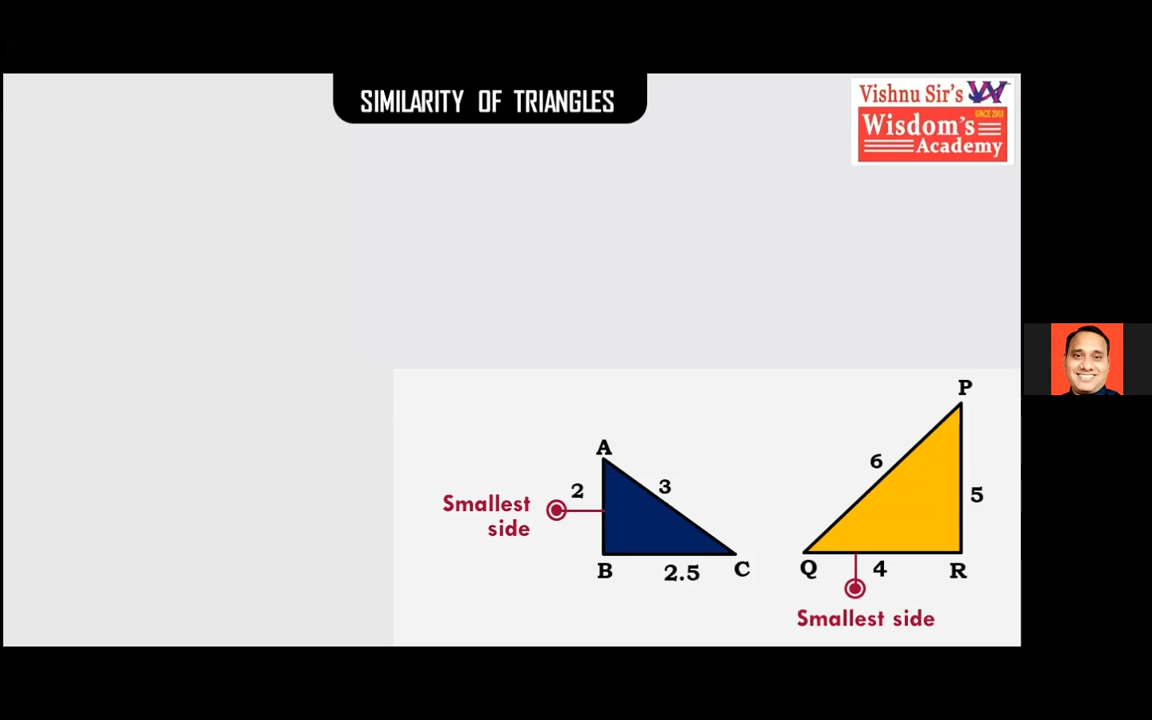 SIMILARITY OF TRIANGLES
Vishnu Sir's
SINCE 2003
Wisdom's
Academy
P
A
6
2
3
5
Smallest
side
B
2.5
C
Q
4
R
Smallest side